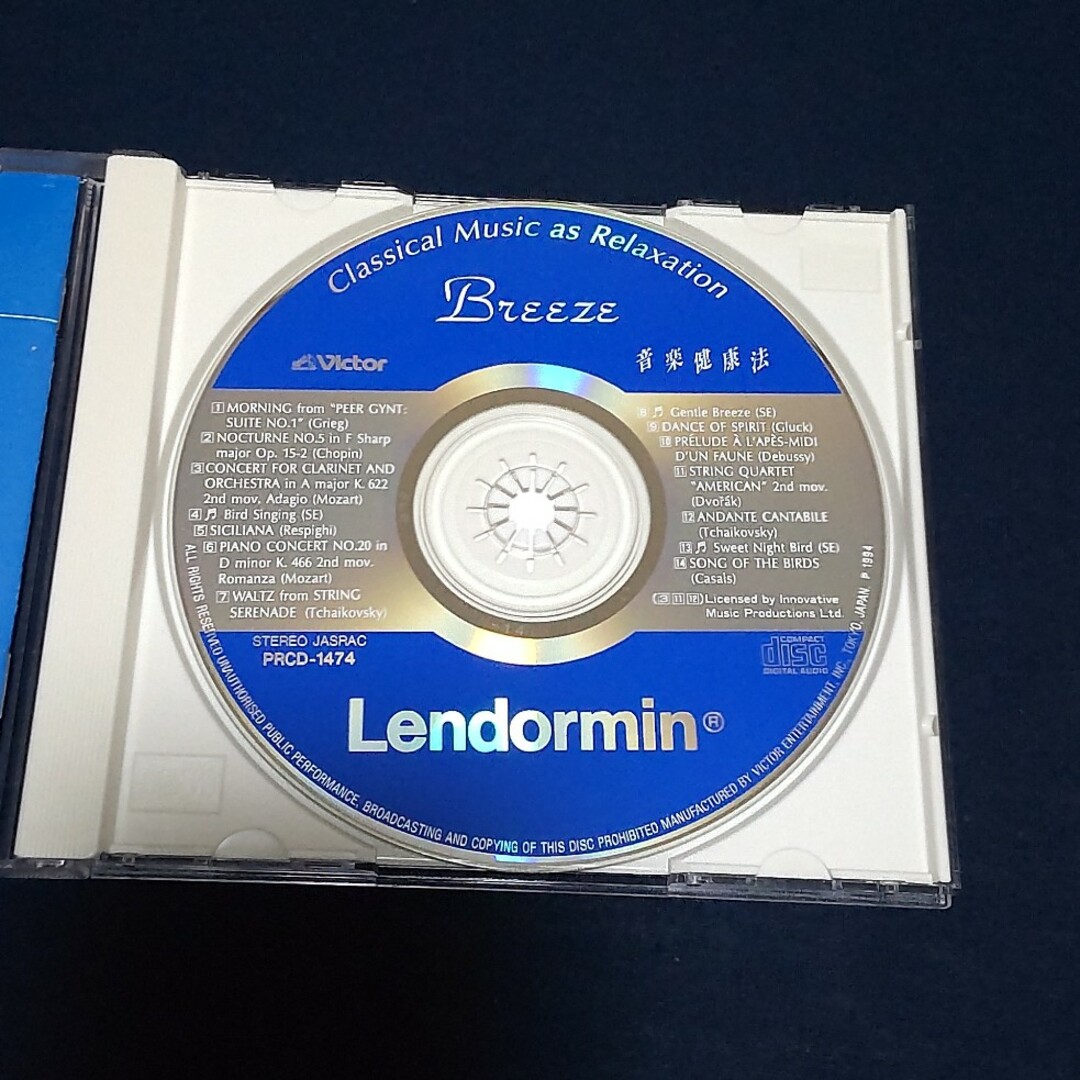 Classical Music as Relaxation
Breeze
Victor
音楽健康法
1 MORNING from "PEER GYNT:
SUITE NO.1" (Grieg)
2 NOCTURNE NO.5 in F Sharp
major Op. 15-2 (Chopin)
3 CONCERT FOR CLARINET AND
ORCHESTRA in A major K. 622
2nd mov. Adagio (Mozart)
4 ♬ Bird Singing (SE)
5 SICILIANA (Respighi)
6 PIANO CONCERT NO.20 in
D minor K. 466 2nd mov.
Romanza (Mozart)
7 WALTZ from STRING
SERENADE (Tchaikovsky)
8 ♬ Gentle Breeze (SE)
9 DANCE OF SPIRIT (Gluck)
10 PRÉLUDE À L'APÈS-MIDI
D'UN FAUNE (Debussy)
11 STRING QUARTET
"AMERICAN" 2nd mov.
(Dvořák)
12 ANDANTE CANTABILE
(Tchaikovsky)
13 ♬ Sweet Night Bird (SE)
14 SONG OF THE BIRDS
(Casals)
(3 11 12) Licensed by Innovative
Music Productions Ltd.
STEREO JASRAC
PRCD-1474
COMPACT
disc
DIGITAL AUDIO
Lendormin®
ALL RIGHTS RESERVED UNAUTHORISED PUBLIC PERFORMANCE, BROADCASTING AND COPYING OF THIS DISC PROHIBITED MANUFACTURED BY VICTOR ENTERTAINMENT, INC., TOKYO, JAPAN P 1994